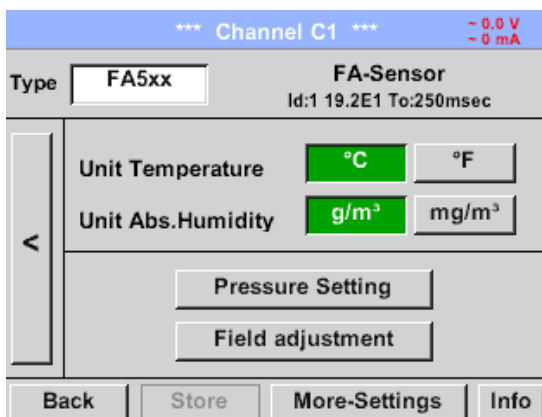 *** Channel C1 ***
~ 0.0 V
~ 0 mA
Type FA5xx FA-Sensor
Id:1 19.2E1 To:250msec
<
Unit Temperature °C °F
Unit Abs.Humidity g/m³ mg/m³
Pressure Setting
Field adjustment
Back Store More-Settings Info